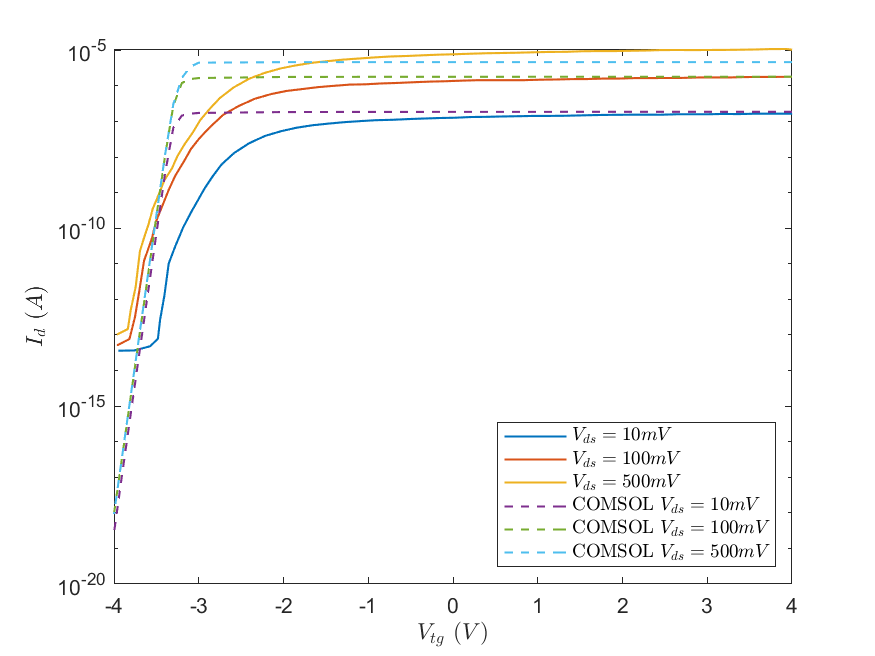 10^-5
10^-10
10^-15
10^-20
I_d (A)
-4 -3 -2 -1 0 1 2 3 4
V_tg (V)
V_ds = 10mV
V_ds = 100mV
V_ds = 500mV
COMSOL V_ds = 10mV
COMSOL V_ds = 100mV
COMSOL V_ds = 500mV